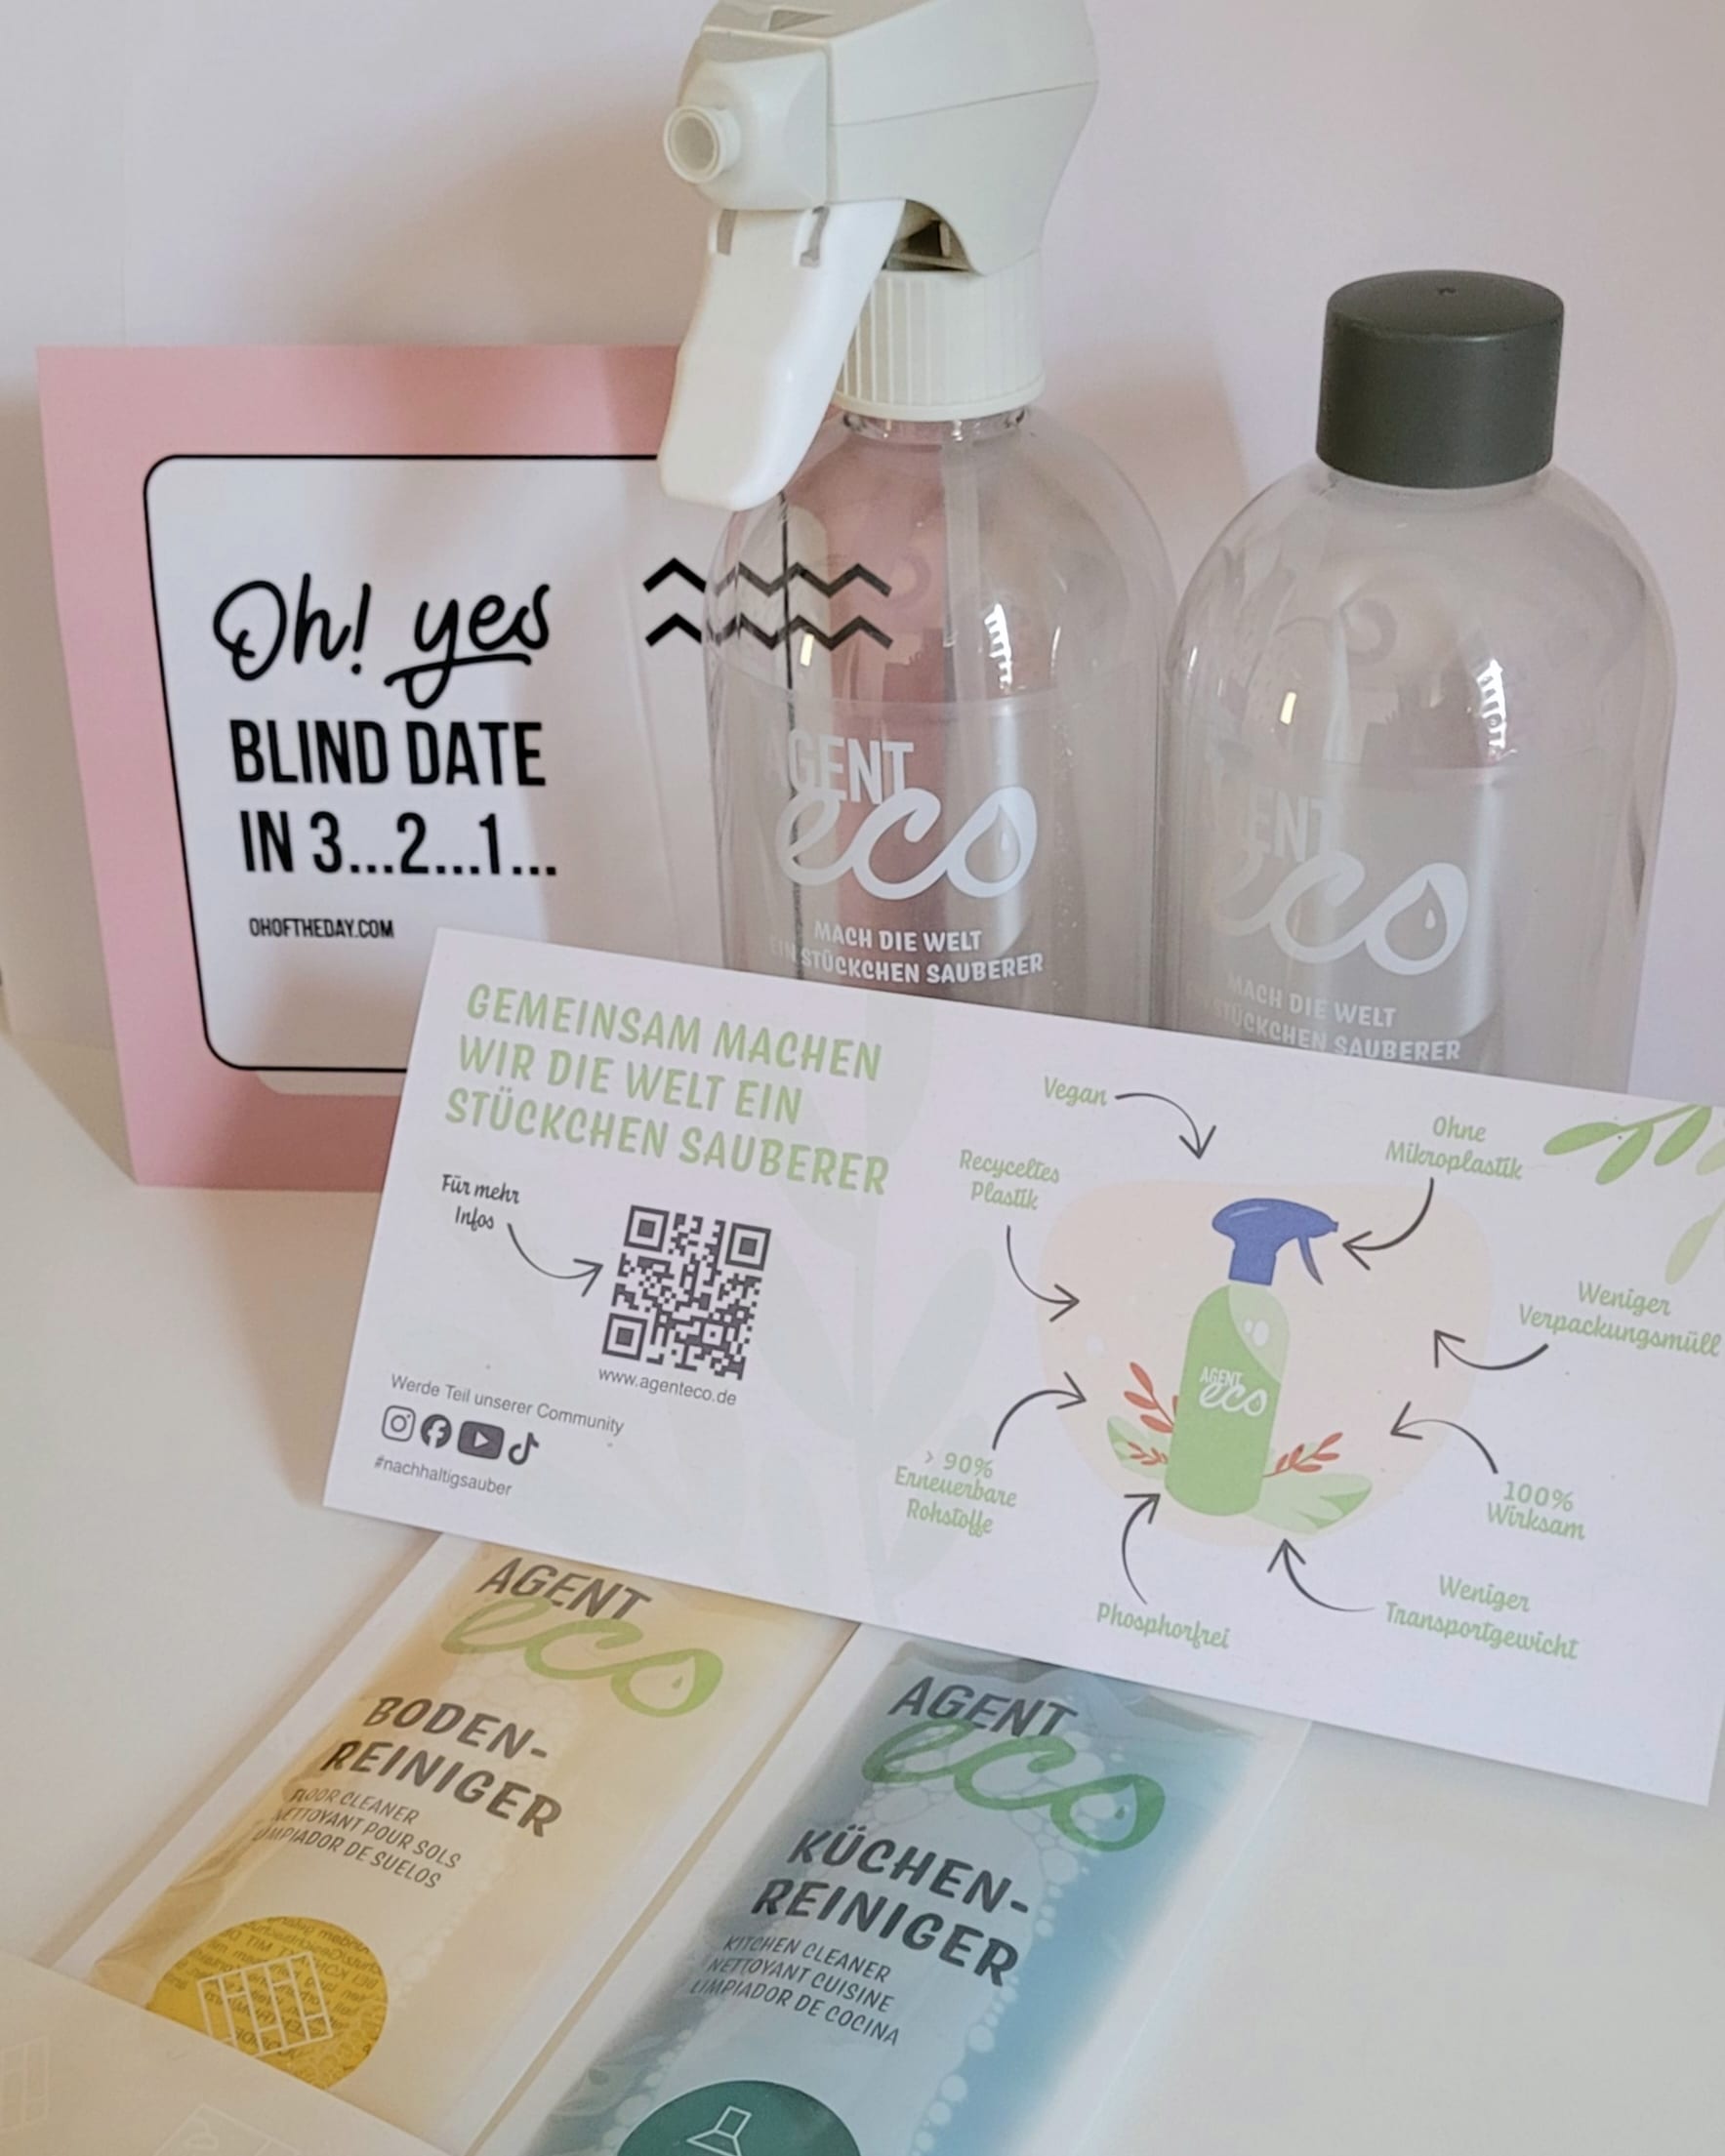 Oh! yes
BLIND DATE
IN 3...2...1...
OHOFTHEDAY.COM
AGENT
eco
MACH DIE WELT
EIN STÜCKCHEN SAUBERER
AGENT
eco
MACH DIE WELT
STÜCKCHEN SAUBERER
GEMEINSAM MACHEN
WIR DIE WELT EIN
STÜCKCHEN SAUBERER
Für mehr
Infos
www.agenteco.de
Werde Teil unserer Community
#nachhaltigsauber
Vegan
Ohne
Mikroplastik
Recyceltes
Plastik
Weniger
Verpackungsmüll
AGENT
eco
> 90%
Erneuerbare
Rohstoffe
100%
Wirksam
Phosphorfrei
Weniger
Transportgewicht
AGENT
eco
BODEN-
REINIGER
FLOOR CLEANER
NETTOYANT POUR SOLS
LIMPIADOR DE SUELOS
AGENT
eco
KÜCHEN-
REINIGER
KITCHEN CLEANER
NETTOYANT CUISINE
LIMPIADOR DE COCINA